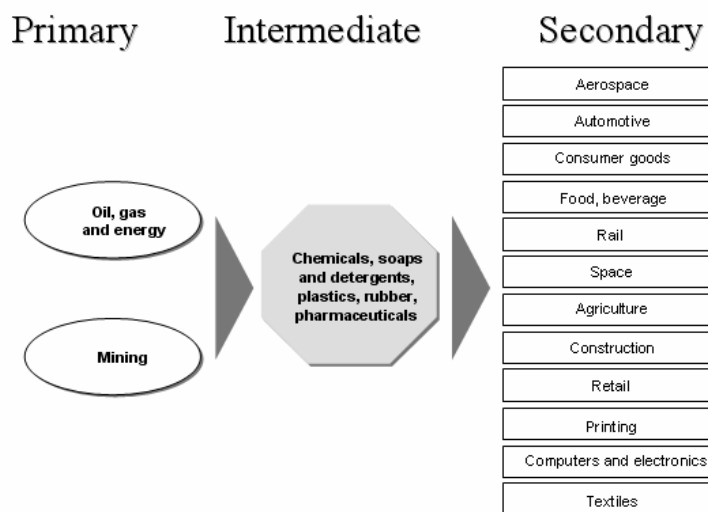 Primary
Intermediate
Secondary
Oil, gas
and energy
Mining
Chemicals, soaps
and detergents,
plastics, rubber,
pharmaceuticals
Aerospace
Automotive
Consumer goods
Food, beverage
Rail
Space
Agriculture
Construction
Retail
Printing
Computers and electronics
Textiles